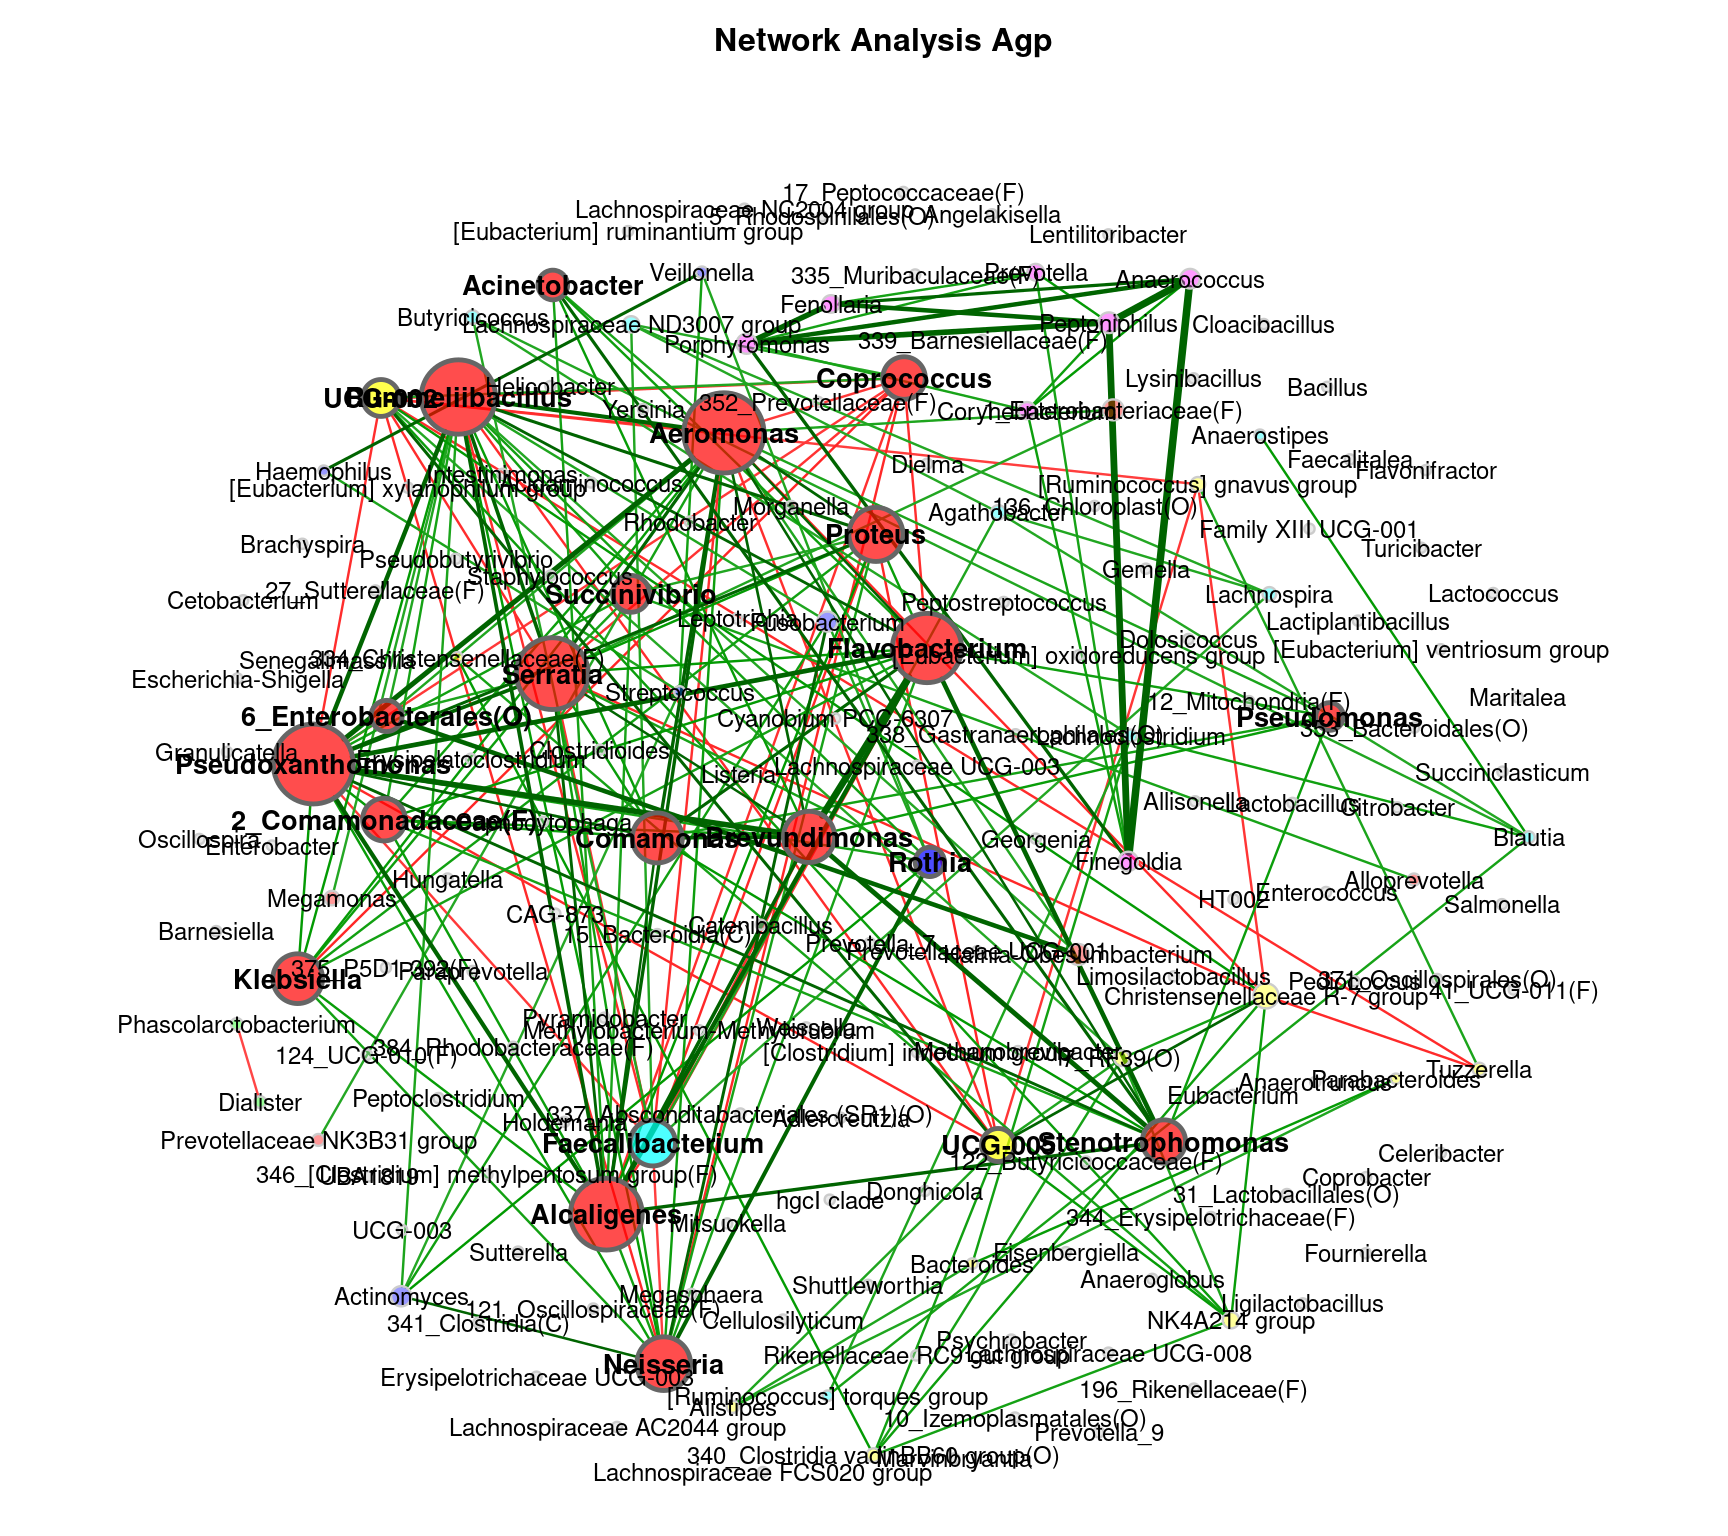 Network Analysis Agp
17_Peptococcaceae(F)
Lachnospiraceae NC2004 group
5_Rhodospirillales(O)
Angelakisella
[Eubacterium] ruminantium group
Lentilitoribacter
Veillonella
335_Muribaculaceae(F)
Prevotella
Anaerococcus
Acinetobacter
Fenollaria
Butyricicoccus
Lachnospiraceae ND3007 group
Peptoniphilus
Cloacibacillus
Porphyromonas
339_Barnesiellaceae(F)
Coprococcus
Lysinibacillus
Bacillus
Helicobacter
UCG-002
Rummeliibacillus
Yersinia
352_Prevotellaceae(F)
Corynebacterium
1_Enterobacteriaceae(F)
Aeromonas
Anaerostipes
Faecalitalea
Flavonifractor
Dielma
Haemophilus
Intestinimonas
[Eubacterium] xylanophilum group
Acidaminococcus
[Ruminococcus] gnavus group
Morganella
Agathobacter
136_Chloroplast(O)
Rhodobacter
Family XIII UCG-001
Proteus
Brachyspira
Turicibacter
Pseudobutyrivibrio
Gemella
Staphylococcus
27_Sutterellaceae(F)
Succinivibrio
Cetobacterium
Peptostreptococcus
Lachnospira
Lactococcus
Leptotrichia
Fusobacterium
Lactiplantibacillus
Dolosicoccus
Flavobacterium
[Eubacterium] oxidoreducens group
[Eubacterium] ventriosum group
Senegalimassilia
334_Christensenellaceae(F)
Serratia
Escherichia-Shigella
Streptococcus
12_Mitochondria(F)
Maritalea
6_Enterobacterales(O)
Cyanobium PCC-6307
Pseudomonas
353_Bacteroidales(O)
338_Gastranaerophilales(O)
Lachnoclostridium
Granulicatella
Clostridioides
Erysipelatoclostridium
Pseudoxanthomonas
Listeria
Lachnospiraceae UCG-003
Succiniclasticum
Allisonella
Lactobacillus
Citrobacter
2_Comamonadaceae(F)
Capnocytophaga
Comamonas
Brevundimonas
Oscillospira
Enterobacter
Georgenia
Blautia
Rothia
Finegoldia
Hungatella
Alloprevotella
Megamonas
HT002
Enterococcus
Salmonella
CAG-873
Catenibacillus
Barnesiella
15_Bacteroidia(C)
Prevotella_7
Prevotellaceae UCG-001
Hafnia-Obesumbacterium
375_P5D1-392(F)
Paraprevotella
Klebsiella
Limosilactobacillus
Pediococcus
371_Oscillospirales(O)
41_UCG-011(F)
Christensenellaceae R-7 group
Phascolarctobacterium
Pyramidobacter
Methylobacterium-Methylorubrum
Weissella
384_Rhodobacteraceae(F)
124_UCG-010(F)
[Clostridium] innocuum group
Methanobrevibacter
47_RF39(O)
Tuzzerella
Parabacteroides
Anaerotruncus
Eubacterium
Dialister
Peptoclostridium
337_Absconditabacteriales (SR1)(O)
Adlercreutzia
Holdemania
Prevotellaceae NK3B31 group
Faecalibacterium
UCG-005
Stenotrophomonas
Celeribacter
122_Butyricicoccaceae(F)
346_[Clostridium] methylpentosum group(F)
UBA1819
Coprobacter
Donghicola
hgcI clade
31_Lactobacillales(O)
Alcaligenes
Mitsuokella
344_Erysipelotrichaceae(F)
UCG-003
Sutterella
Eisenbergiella
Fournierella
Bacteroides
Anaeroglobus
Shuttleworthia
Actinomyces
Megasphaera
121_Oscillospiraceae(F)
Ligilactobacillus
341_Clostridia(C)
Cellulosilyticum
NK4A214 group
Psychrobacter
Neisseria
Rikenellaceae RC9 gut group
Lachnospiraceae UCG-008
Erysipelotrichaceae UCG-003
[Ruminococcus] torques group
196_Rikenellaceae(F)
Alistipes
10_Izemoplasmatales(O)
Lachnospiraceae AC2044 group
Prevotella_9
340_Clostridia vadinBB60 group(O)
Marvinbryantia
Lachnospiraceae FCS020 group